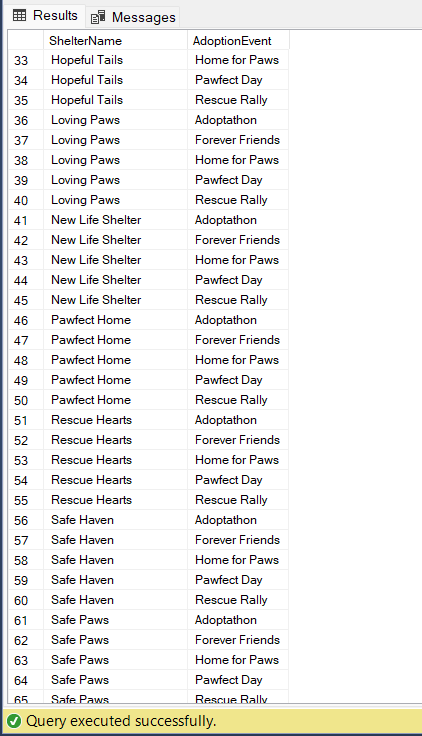 Results Messages
ShelterName AdoptionEvent
33 Hopeful Tails Home for Paws
34 Hopeful Tails Pawfect Day
35 Hopeful Tails Rescue Rally
36 Loving Paws Adoptathon
37 Loving Paws Forever Friends
38 Loving Paws Home for Paws
39 Loving Paws Pawfect Day
40 Loving Paws Rescue Rally
41 New Life Shelter Adoptathon
42 New Life Shelter Forever Friends
43 New Life Shelter Home for Paws
44 New Life Shelter Pawfect Day
45 New Life Shelter Rescue Rally
46 Pawfect Home Adoptathon
47 Pawfect Home Forever Friends
48 Pawfect Home Home for Paws
49 Pawfect Home Pawfect Day
50 Pawfect Home Rescue Rally
51 Rescue Hearts Adoptathon
52 Rescue Hearts Forever Friends
53 Rescue Hearts Home for Paws
54 Rescue Hearts Pawfect Day
55 Rescue Hearts Rescue Rally
56 Safe Haven Adoptathon
57 Safe Haven Forever Friends
58 Safe Haven Home for Paws
59 Safe Haven Pawfect Day
60 Safe Haven Rescue Rally
61 Safe Paws Adoptathon
62 Safe Paws Forever Friends
63 Safe Paws Home for Paws
64 Safe Paws Pawfect Day
65 Safe Paws Rescue Rally
Query executed successfully.